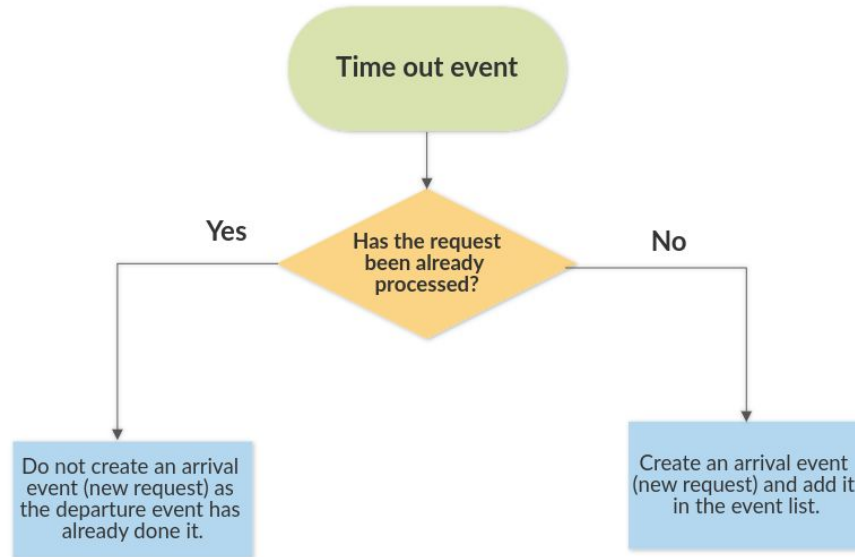 Time out event
Yes
No
Has the request
been already
processed?
Do not create an arrival
event (new request) as
the departure event has
already done it.
Create an arrival event
(new request) and add it
in the event list.